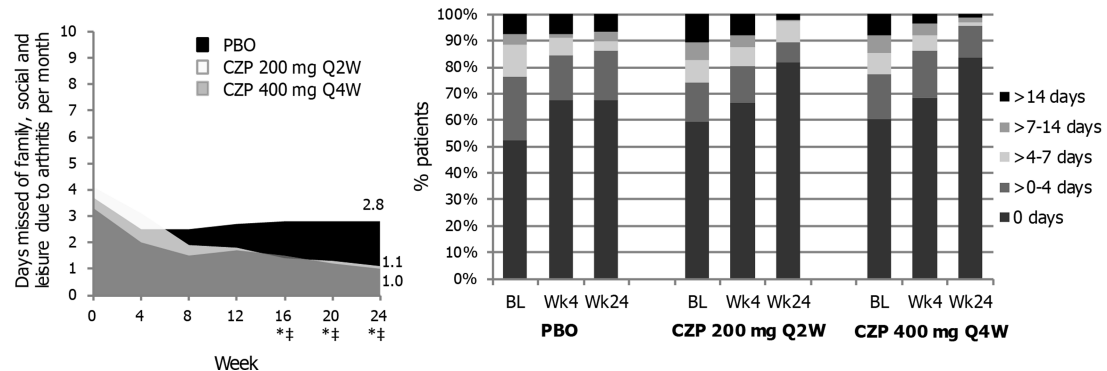 Days missed of family, social and
leisure due to arthritis per month
10
9
8
7
6
5
4
3
2
1
0
PBO
CZP 200 mg Q2W
CZP 400 mg Q4W
2.8
1.1
1.0
0 4 8 12 16 20 24
*‡ *‡ *‡
Week
% patients
100%
90%
80%
70%
60%
50%
40%
30%
20%
10%
0%
BL Wk4 Wk24 BL Wk4 Wk24 BL Wk4 Wk24
PBO CZP 200 mg Q2W CZP 400 mg Q4W
>14 days
>7-14 days
>4-7 days
>0-4 days
0 days